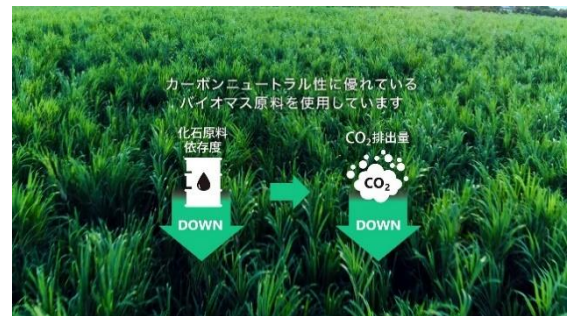 カーボンニュートラル性に優れている
バイオマス原料を使用しています
化石原料
依存度
CO₂排出量
CO₂
DOWN
DOWN